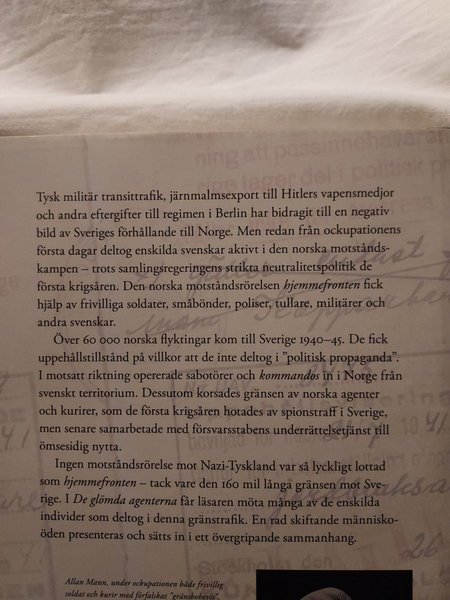 ning att passinnehavaren
ige tager del i politisk p
Tysk militär transittrafik, järnmalmsexport till Hitlers vapensmedjor
och andra eftergifter till regimen i Berlin har bidragit till en negativ
bild av Sveriges förhållande till Norge. Men redan från ockupationens
första dagar deltog enskilda svenskar aktivt i den norska motstånds-
kampen – trots samlingsregeringens strikta neutralitetspolitik de
första krigsåren. Den norska motståndsrörelsen hjemmefronten fick
hjälp av frivilliga soldater, småbönder, poliser, tullare, militärer och
andra svenskar.
Över 60 000 norska flyktingar kom till Sverige 1940–45. De fick
uppehållstillstånd på villkor att de inte deltog i ”politisk propaganda”.
I motsatt riktning opererade sabotörer och kommandos in i Norge från
svenskt territorium. Dessutom korsades gränsen av norska agenter
och kurirer, som de första krigsåren hotades av spionstraff i Sverige,
men senare samarbetade med försvarsstabens underrättelsetjänst till
ömsesidig nytta.
Ingen motståndsrörelse mot Nazi-Tyskland var så lyckligt lottad
som hjemmefronten – tack vare den 160 mil långa gränsen mot Sve-
rige. I De glömda agenterna får läsaren möta många av de enskilda
individer som deltog i denna gränstrafik. En rad skiftande människo-
öden presenteras och sätts in i ett övergripande sammanhang.
26
Allan Mann, under ockupationen både frivillig
soldat och kurir med förfalskat ”gränsbobevis”,